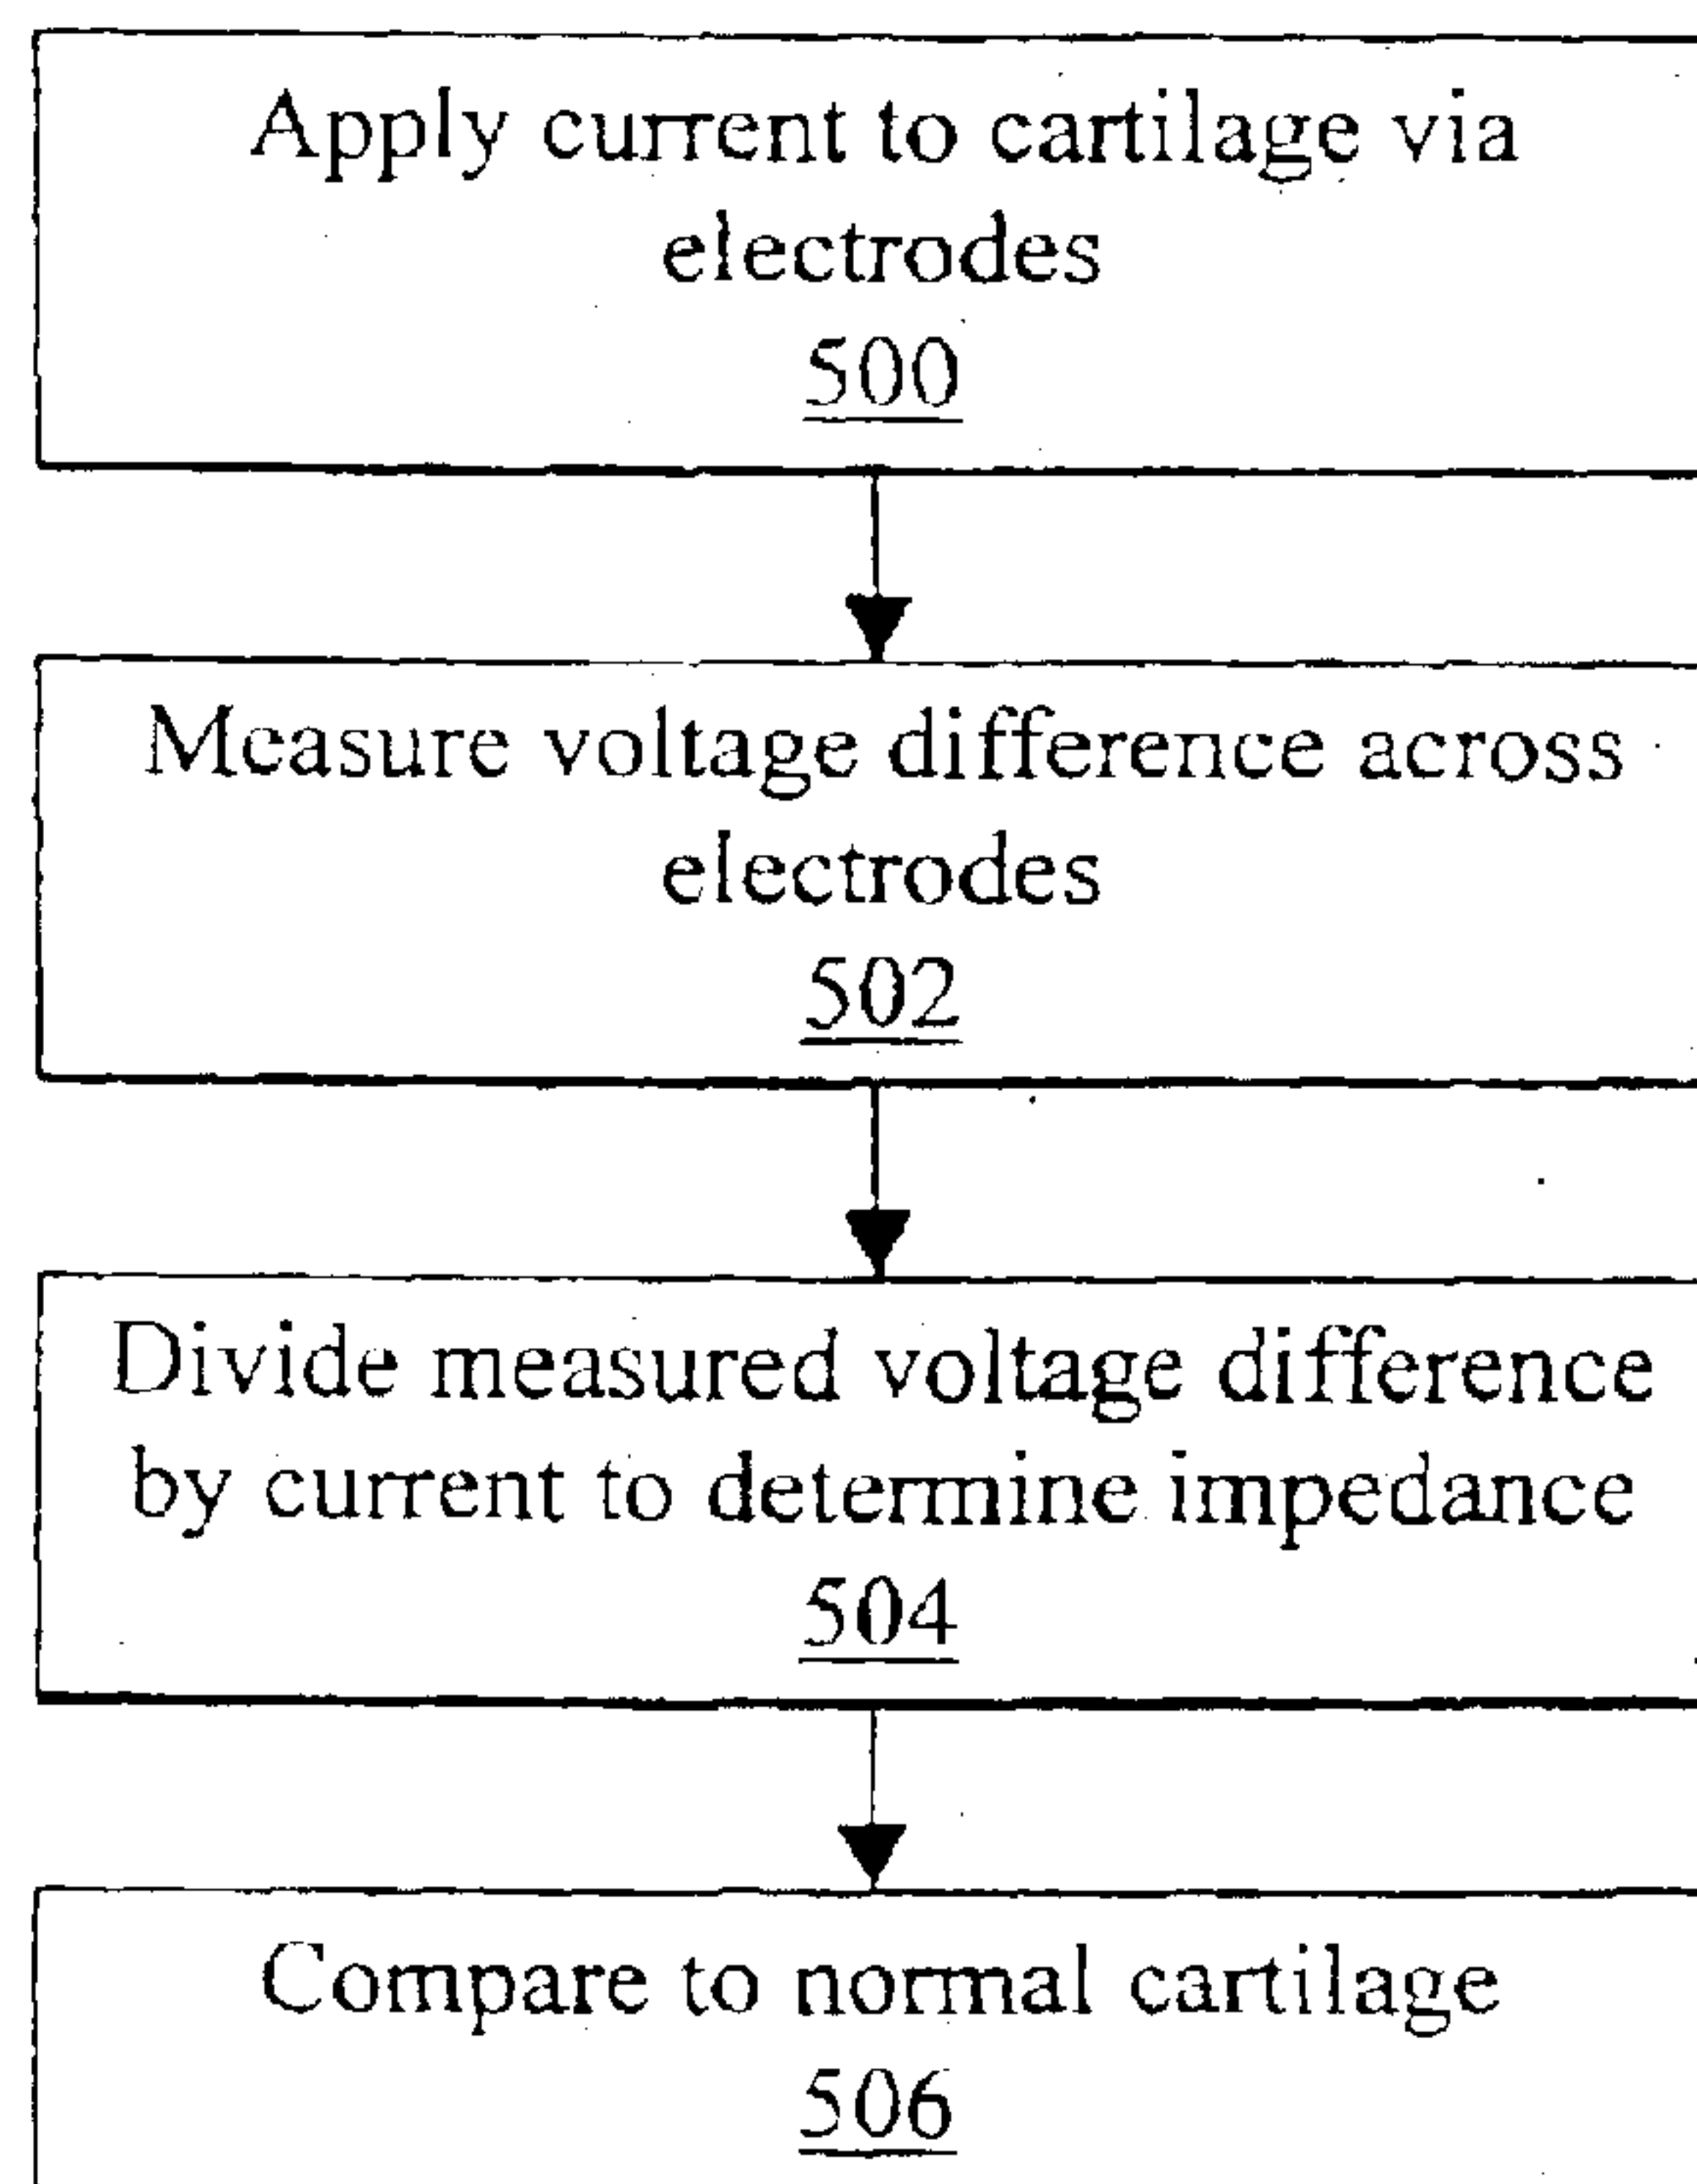 Apply current to cartilage via
electrodes
500
Measure voltage difference across
electrodes
502
Divide measured voltage difference
by current to determine impedance
504
Compare to normal cartilage
506